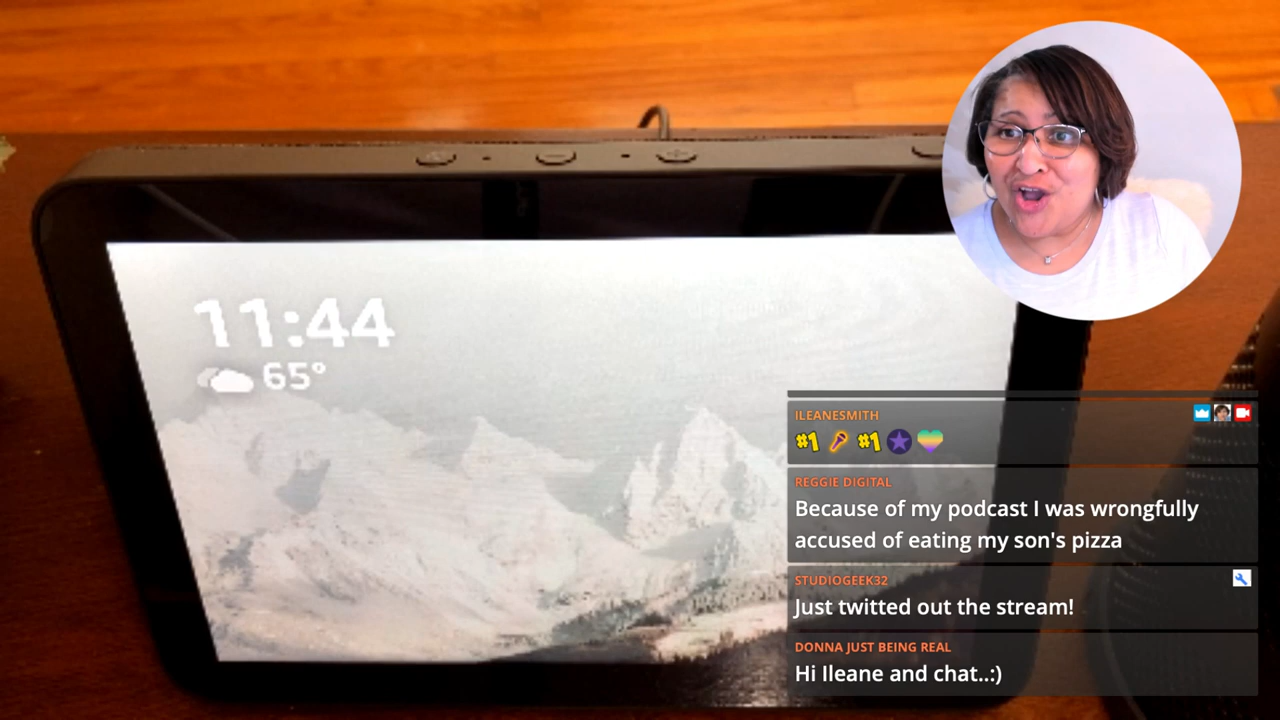 11:44
65°
ILEANESMITH
#1 #1
REGGIE DIGITAL
Because of my podcast I was wrongfully
accused of eating my son's pizza
STUDIOGEEK32
Just twitted out the stream!
DONNA JUST BEING REAL
Hi Ileane and chat..:)